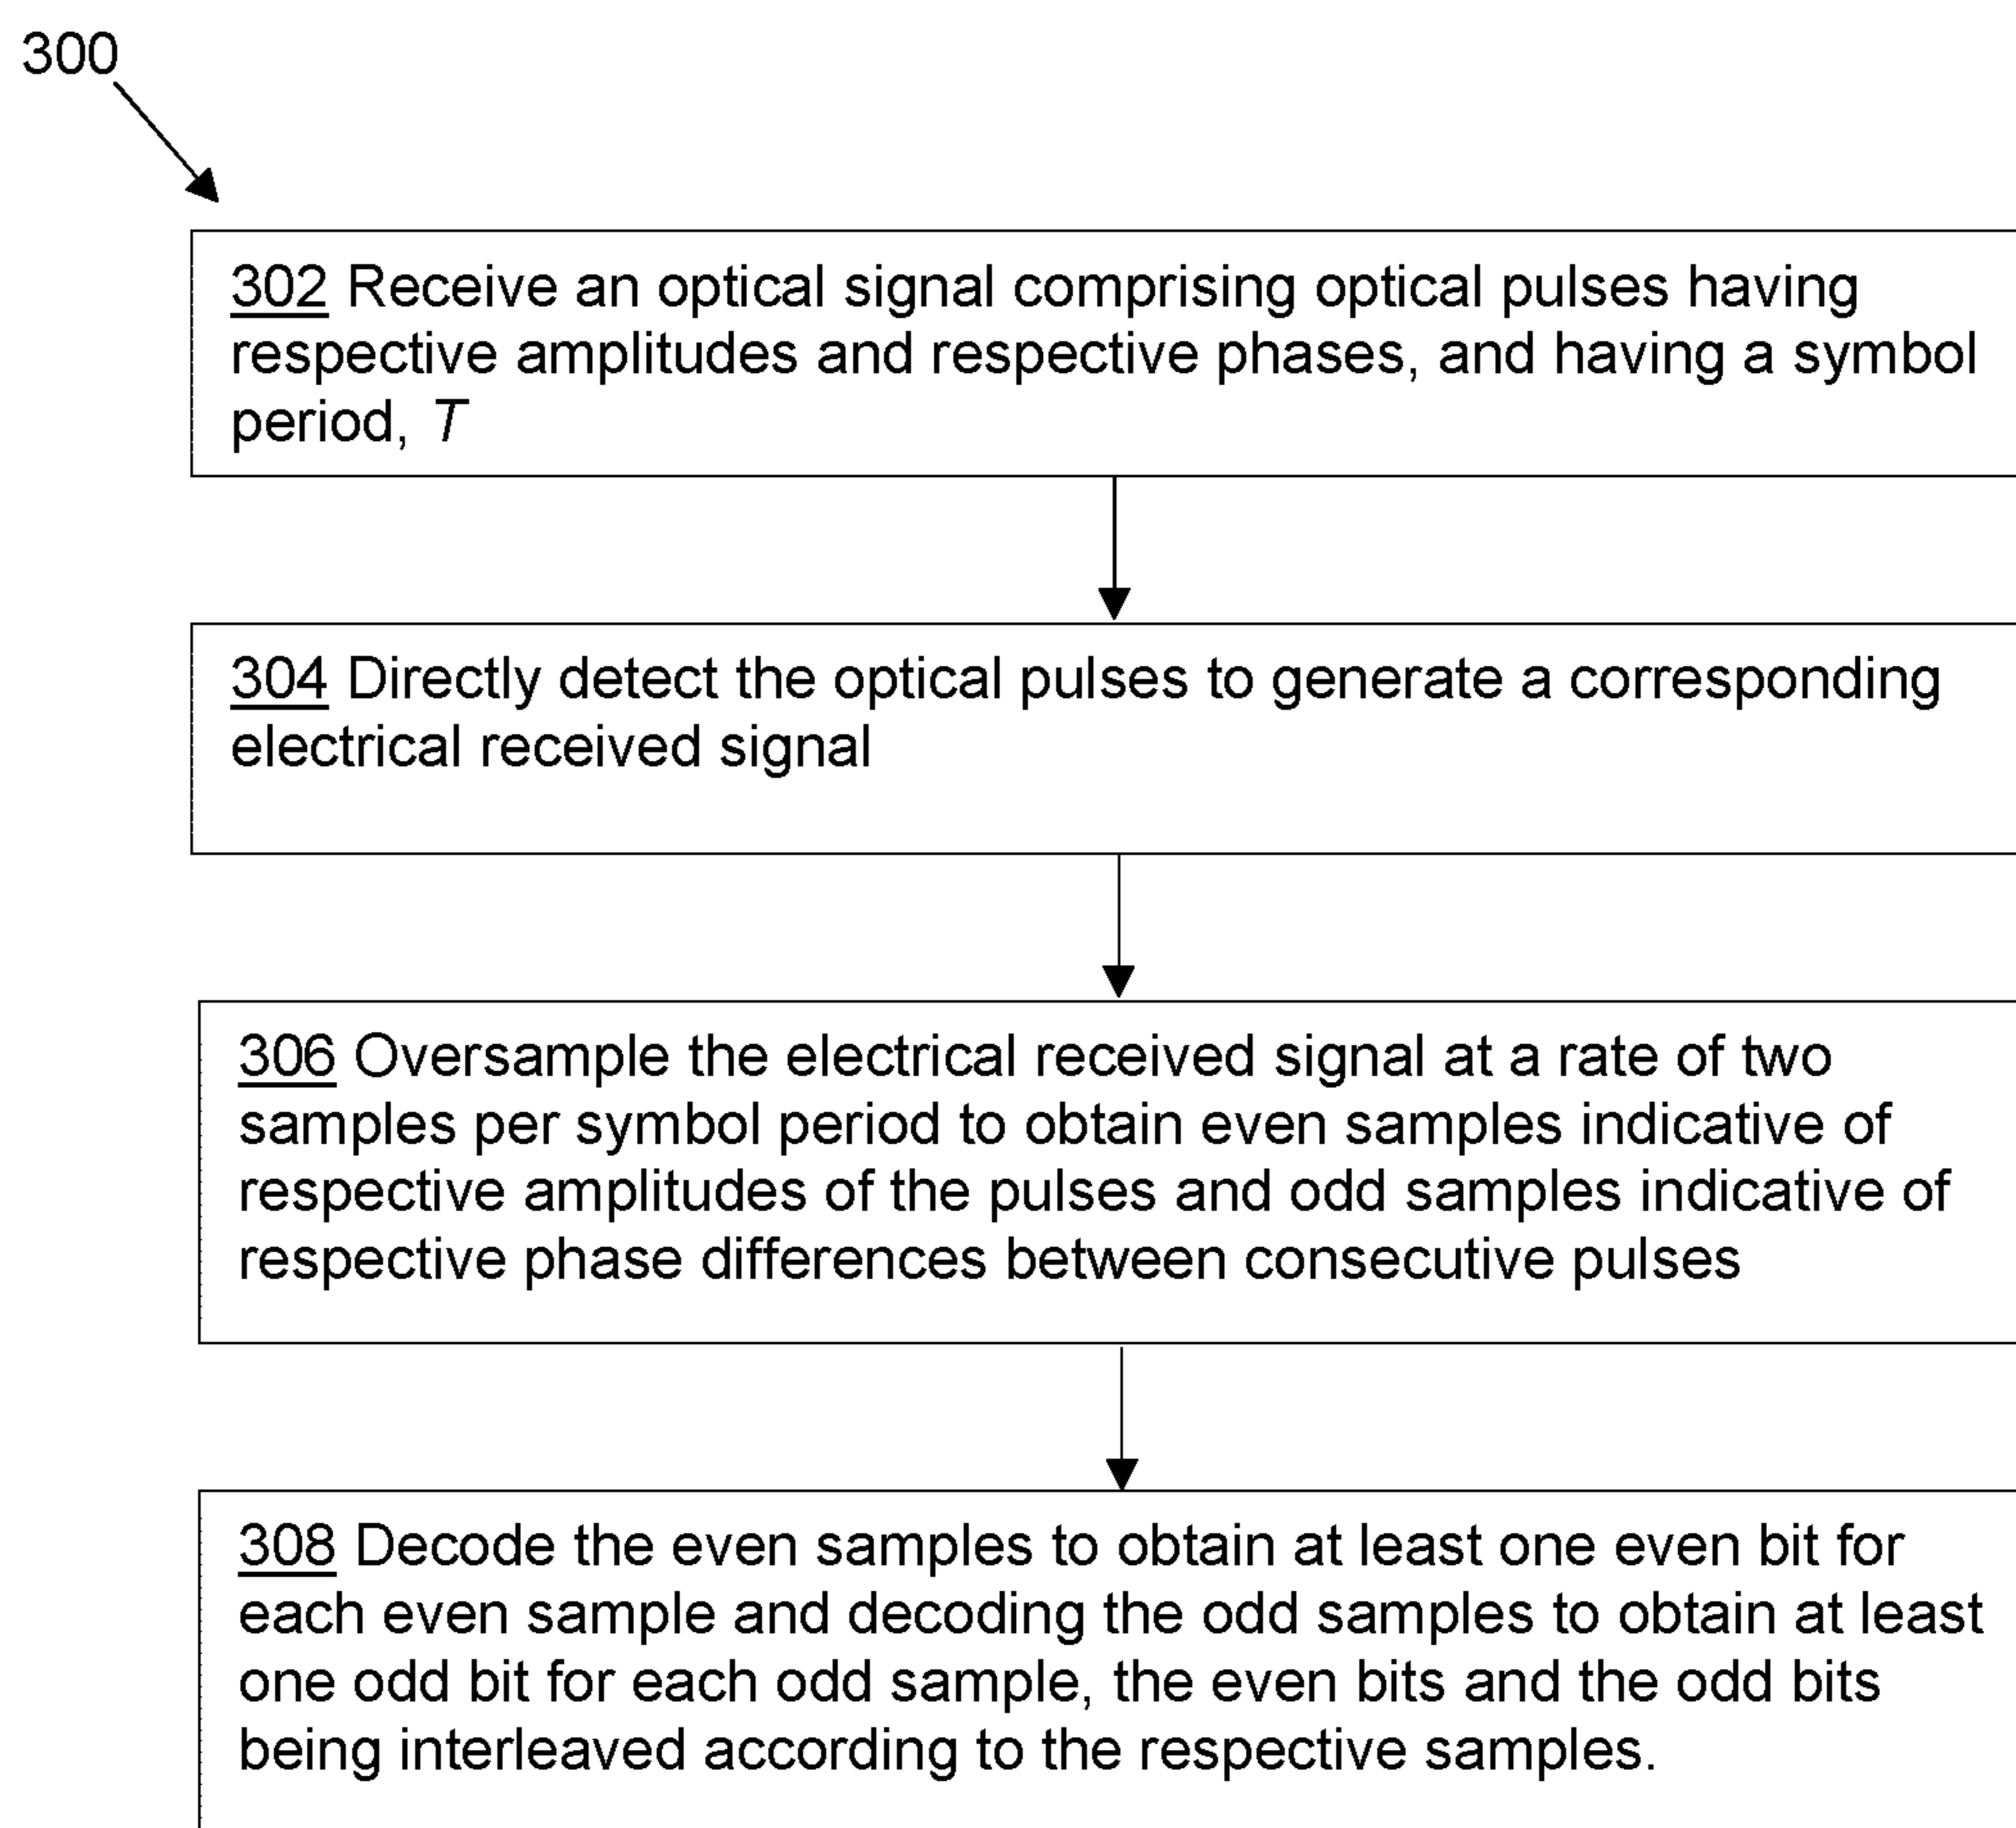 300
302 Receive an optical signal comprising optical pulses having
respective amplitudes and respective phases, and having a symbol
period, T
304 Directly detect the optical pulses to generate a corresponding
electrical received signal
306 Oversample the electrical received signal at a rate of two
samples per symbol period to obtain even samples indicative of
respective amplitudes of the pulses and odd samples indicative of
respective phase differences between consecutive pulses
308 Decode the even samples to obtain at least one even bit for
each even sample and decoding the odd samples to obtain at least
one odd bit for each odd sample, the even bits and the odd bits
being interleaved according to the respective samples.